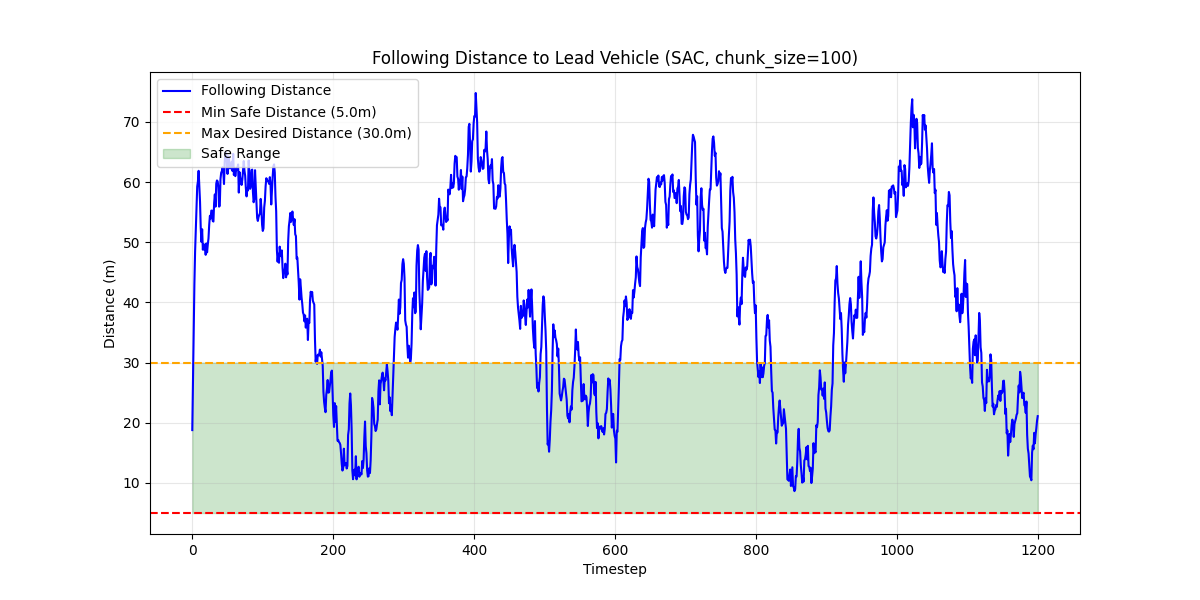 Following Distance to Lead Vehicle (SAC, chunk_size=100)
Following Distance
Min Safe Distance (5.0m)
Max Desired Distance (30.0m)
Safe Range
Distance (m)
70
60
50
40
30
20
10
0 200 400 600 800 1000 1200
Timestep